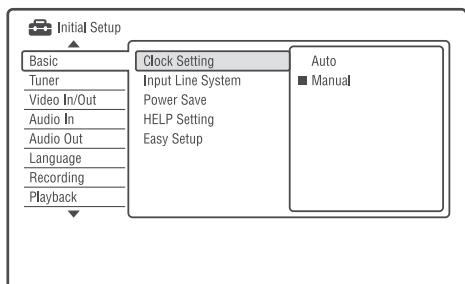 Initial Setup
Basic
Tuner
Video In/Out
Audio In
Audio Out
Language
Recording
Playback
Clock Setting
Input Line System
Power Save
HELP Setting
Easy Setup
Auto
Manual